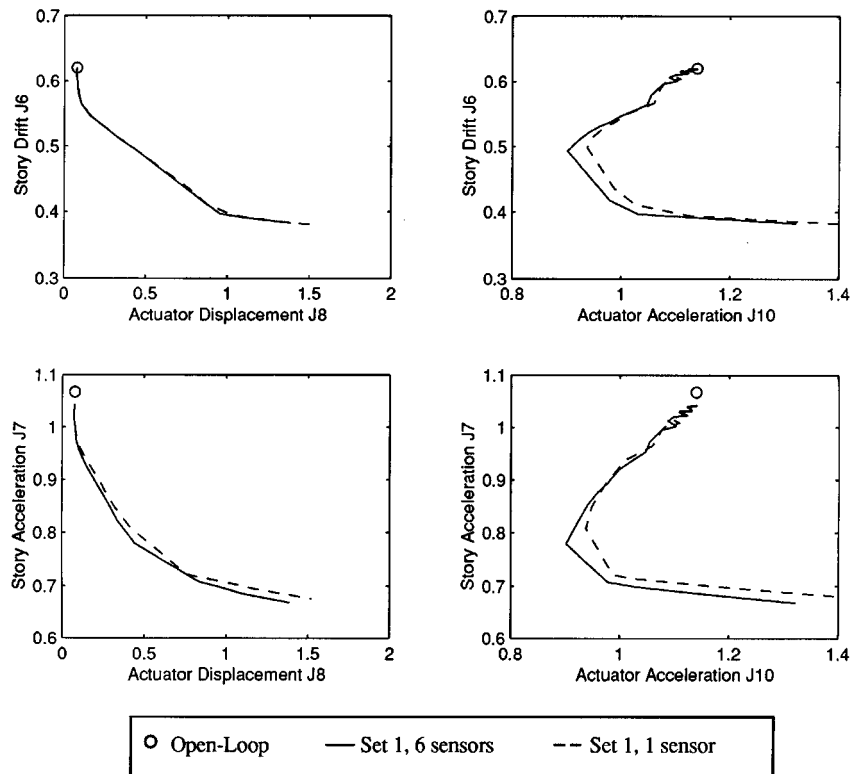 0.7
0.6
0.5
0.4
0.3
Story Drift J6
0 0.5 1 1.5 2
Actuator Displacement J8
0.7
0.6
0.5
0.4
0.3
Story Drift J6
0.8 1 1.2 1.4
Actuator Acceleration J10
1.1
1
0.9
0.8
0.7
0.6
Story Acceleration J7
0 0.5 1 1.5 2
Actuator Displacement J8
1.1
1
0.9
0.8
0.7
0.6
Story Acceleration J7
0.8 1 1.2 1.4
Actuator Acceleration J10
Open-Loop Set 1, 6 sensors Set 1, 1 sensor